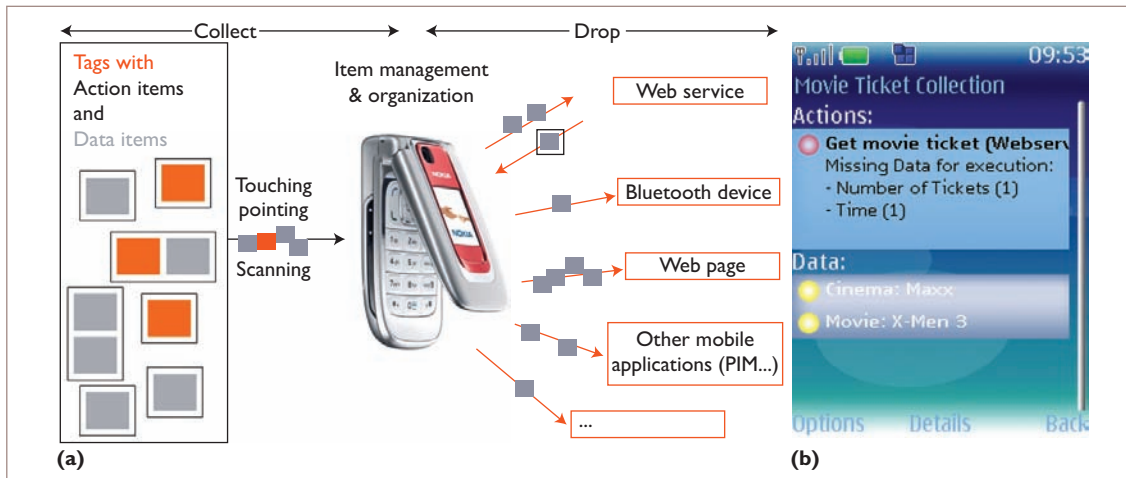 Collect
Drop
Tags with
Action items
and
Data items
Touching
pointing
Scanning
Item management
& organization
NOKIA
NOKIA
Web service
Bluetooth device
Web page
Other mobile
applications (PIM...)
...
(a)
09:53
Movie Ticket Collection
Actions:
Get movie ticket (Webserv
Missing Data for execution:
- Number of Tickets (1)
- Time (1)
Data:
Cinema: Maxx
Movie: X-Men 3
Options Details Back
(b)